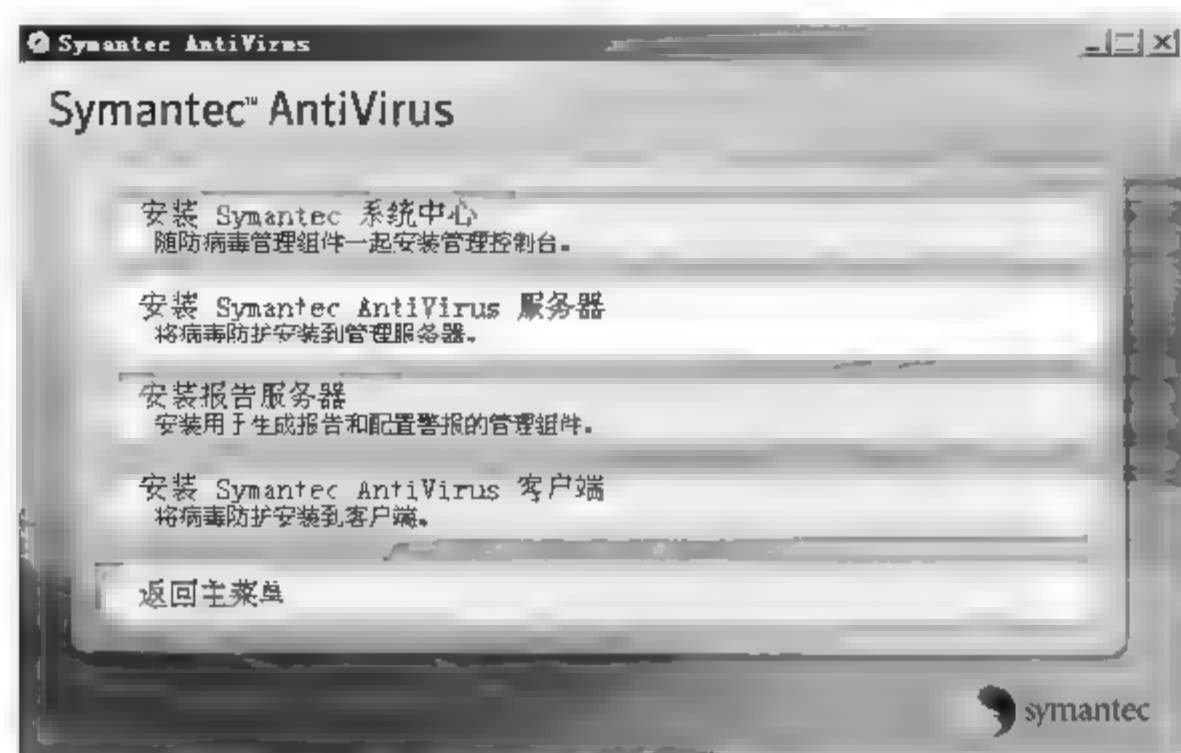 Symantec AntiVirus
Symantec™ AntiVirus
安装 Symantec 系统中心
随防病毒管理组件一起安装管理控制台。
安装 Symantec AntiVirus 服务器
将病毒防护安装到管理服务器。
安装报告服务器
安装用于生成报告和配置警报的管理组件。
安装 Symantec AntiVirus 客户端
将病毒防护安装到客户端。
返回主菜单
symantec